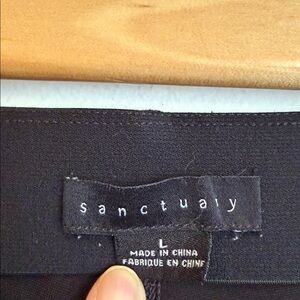 sanctuary
L
MADE IN CHINA
FABRIQUE EN CHINE